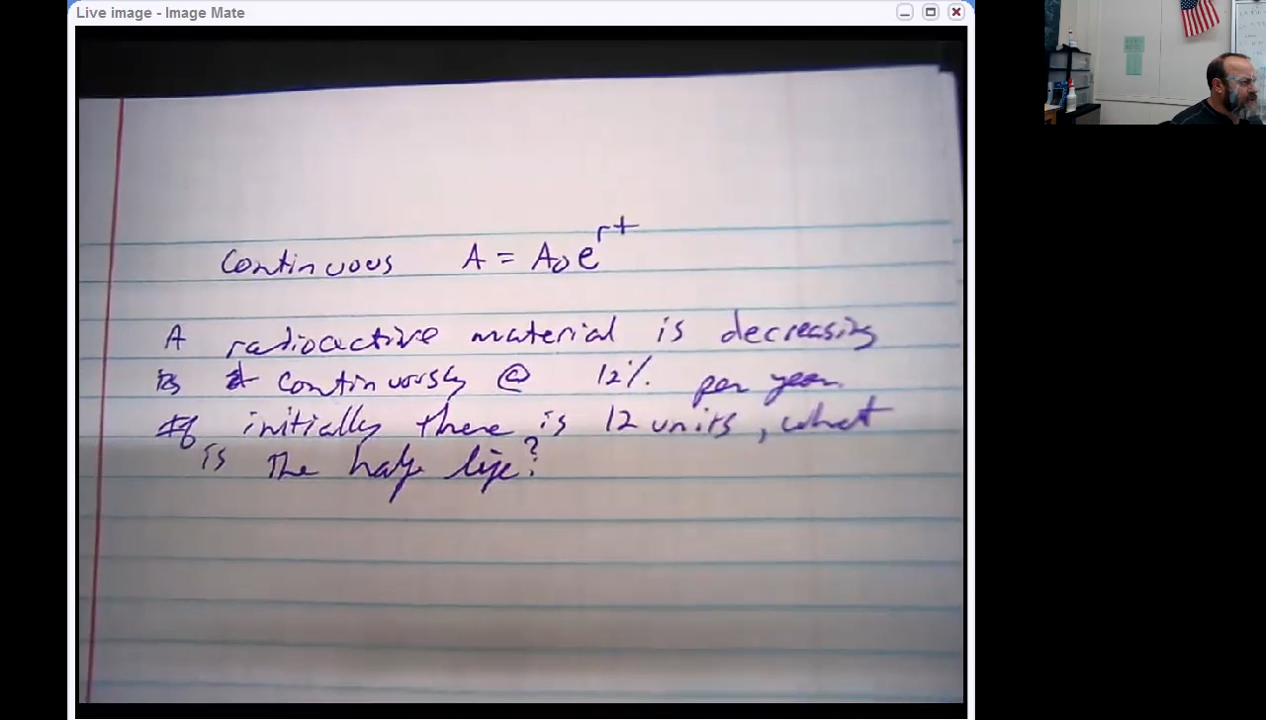 Live image - Image Mate
Continuous A = A₀e^rt
A radioactive material is decreasing
is continuously @ 12% per year.
If initially there is 12 units, what
is the half life?